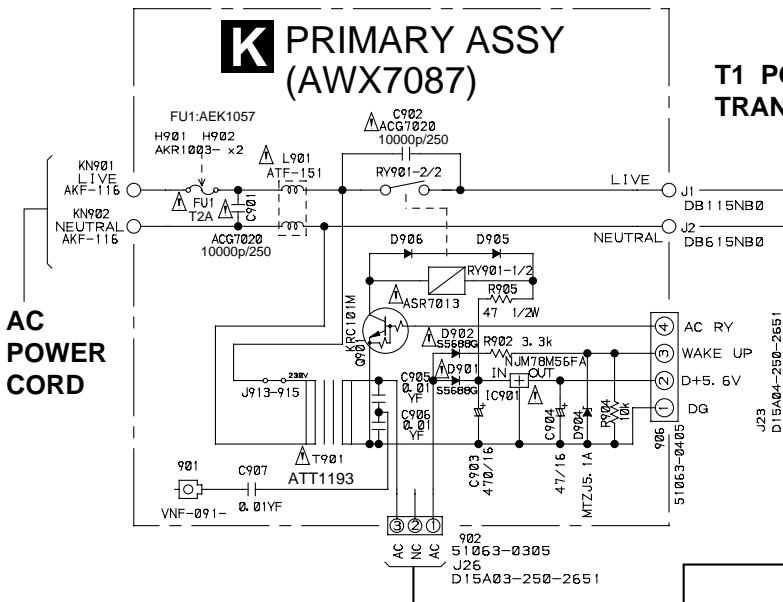 K PRIMARY ASSY
(AWX7087)
T1 PO
TRAN
FU1:AEK1057
H901 H902
AKR1003- x2
C902
ACG7020
10000p/250
KN901
LIVE
AKF-116
L901
ATF-151
RY901-2/2
LIVE
J1
DB115NB0
FU1
T2A
C901
KN902
NEUTRAL
AKF-116
ACG7020
10000p/250
NEUTRAL
J2
DB615NB0
D906
D905
RY901-1/2
ASR7013
R905
47 1/2W
KRC101M
Q901
AC
POWER
CORD
4 AC RY
D902
S5688G
R902 3.3k
3 WAKE UP
NJM78M56FA
D901
S5688G
IN OUT
2 D+5.6V
IC901
230V
J913-915
C905
0.01
YF
C906
0.01
YF
C904
47/16
D904
MTZJ5.1A
R904
10k
1 DG
906
51063-0405
J23
D15A04-250-2651
C903
470/16
T901
ATT1193
901
C907
VNF-091-
0.01YF
3 2 1
AC NC AC
902
51063-0305
J26
D15A03-250-2651